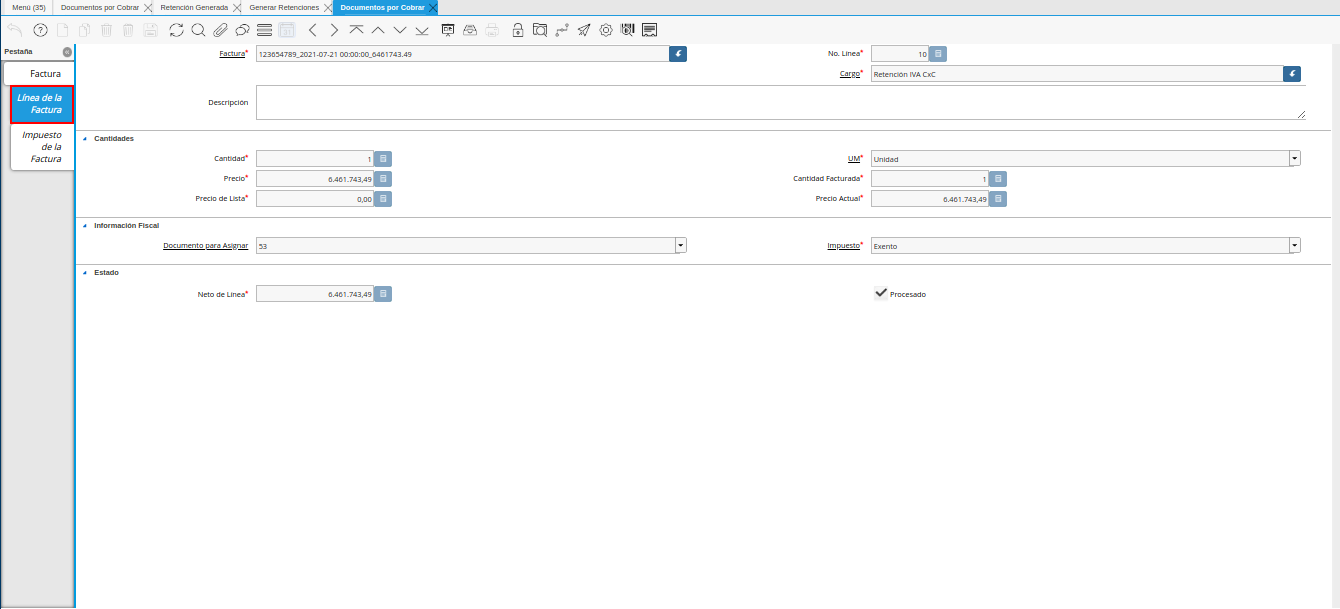 Menú (35) Documentos por Cobrar Retención Generada Generar Retenciones Documentos por Cobrar
Pestaña
Factura
Línea de la
Factura
Impuesto
de la
Factura
Factura* 123654789_2021-07-21 00:00:00_6461743.49 No. Línea* 10
Cargo* Retención IVA CxC
Descripción
Cantidades
Cantidad* 1 UM* Unidad
Precio* 6.461.743,49 Cantidad Facturada* 1
Precio de Lista* 0,00 Precio Actual* 6.461.743,49
Información Fiscal
Documento para Asignar 53 Impuesto* Exento
Estado
Neto de Línea* 6.461.743,49 Procesado